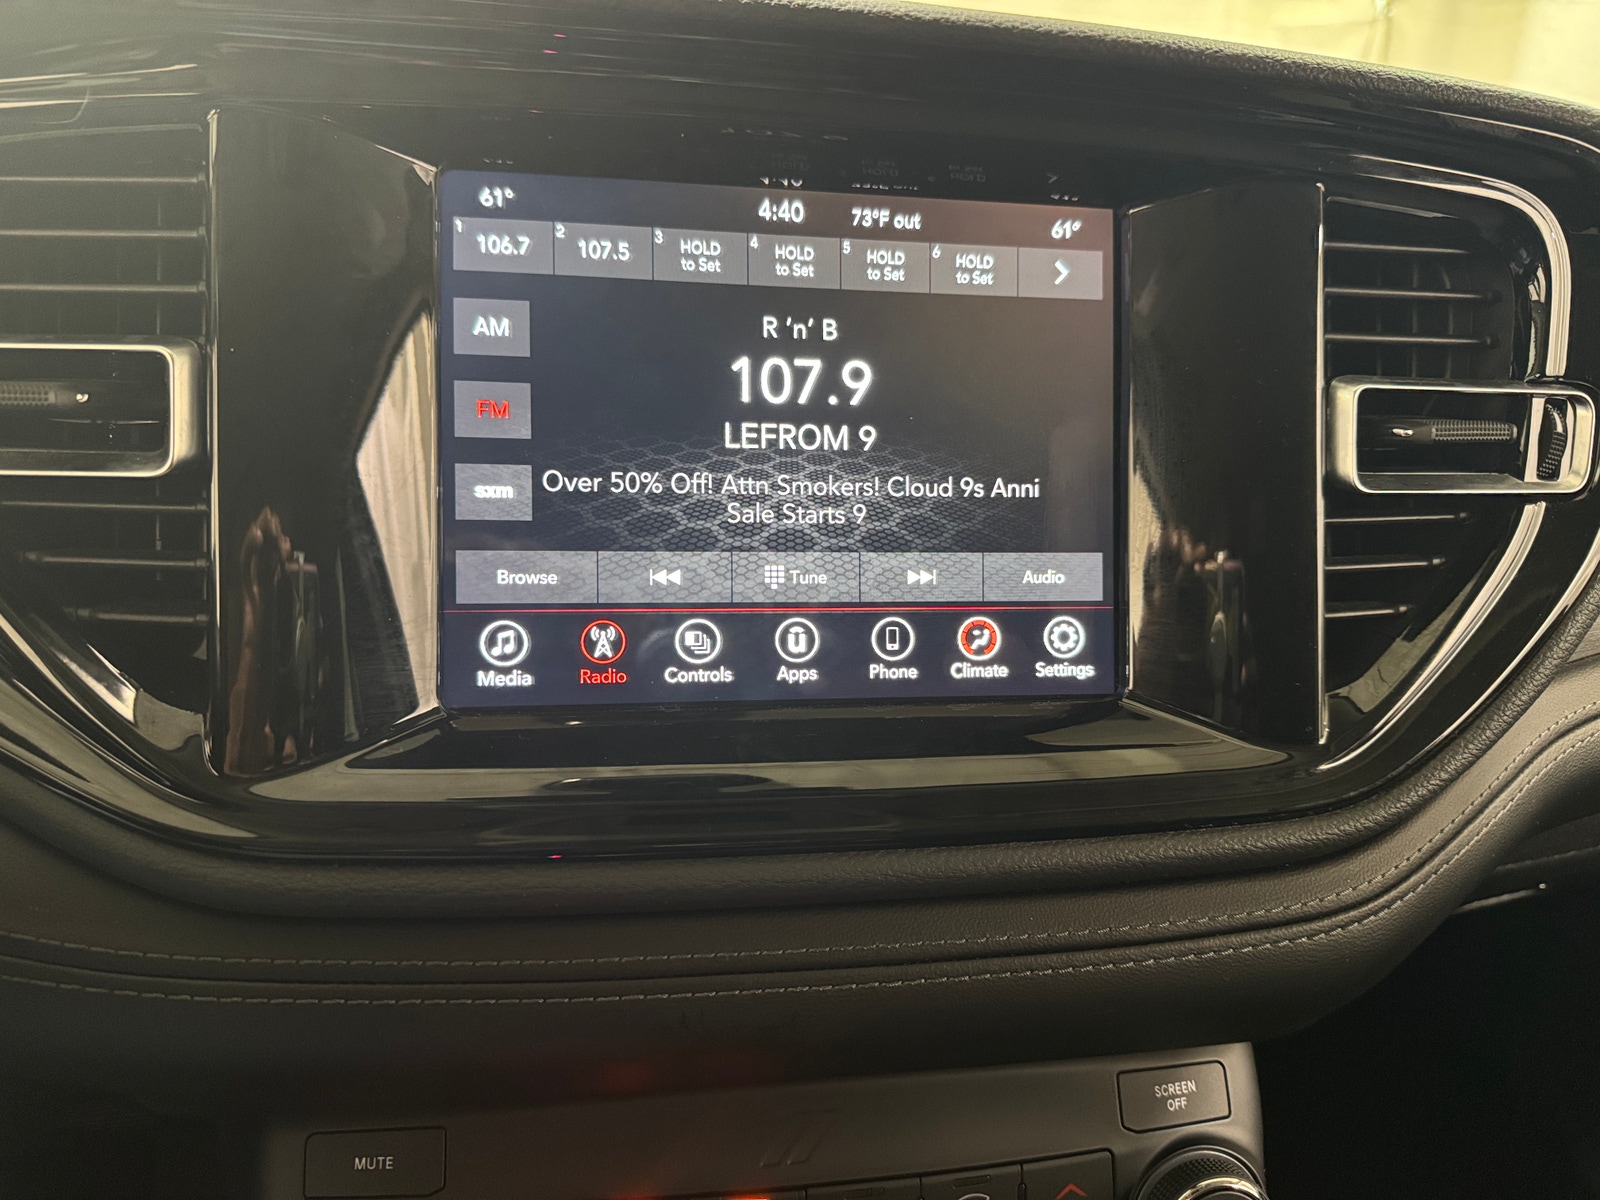 61°
4:40
73°F out
61°
1 106.7
2 107.5
3 HOLD
to Set
4 HOLD
to Set
5 HOLD
to Set
6 HOLD
to Set
AM
R 'n' B
107.9
FM
LEFROM 9
sxm
Over 50% Off! Attn Smokers! Cloud 9s Anni
Sale Starts 9
Browse
Tune
Audio
Media
Radio
Controls
Apps
Phone
Climate
Settings
SCREEN
OFF
MUTE